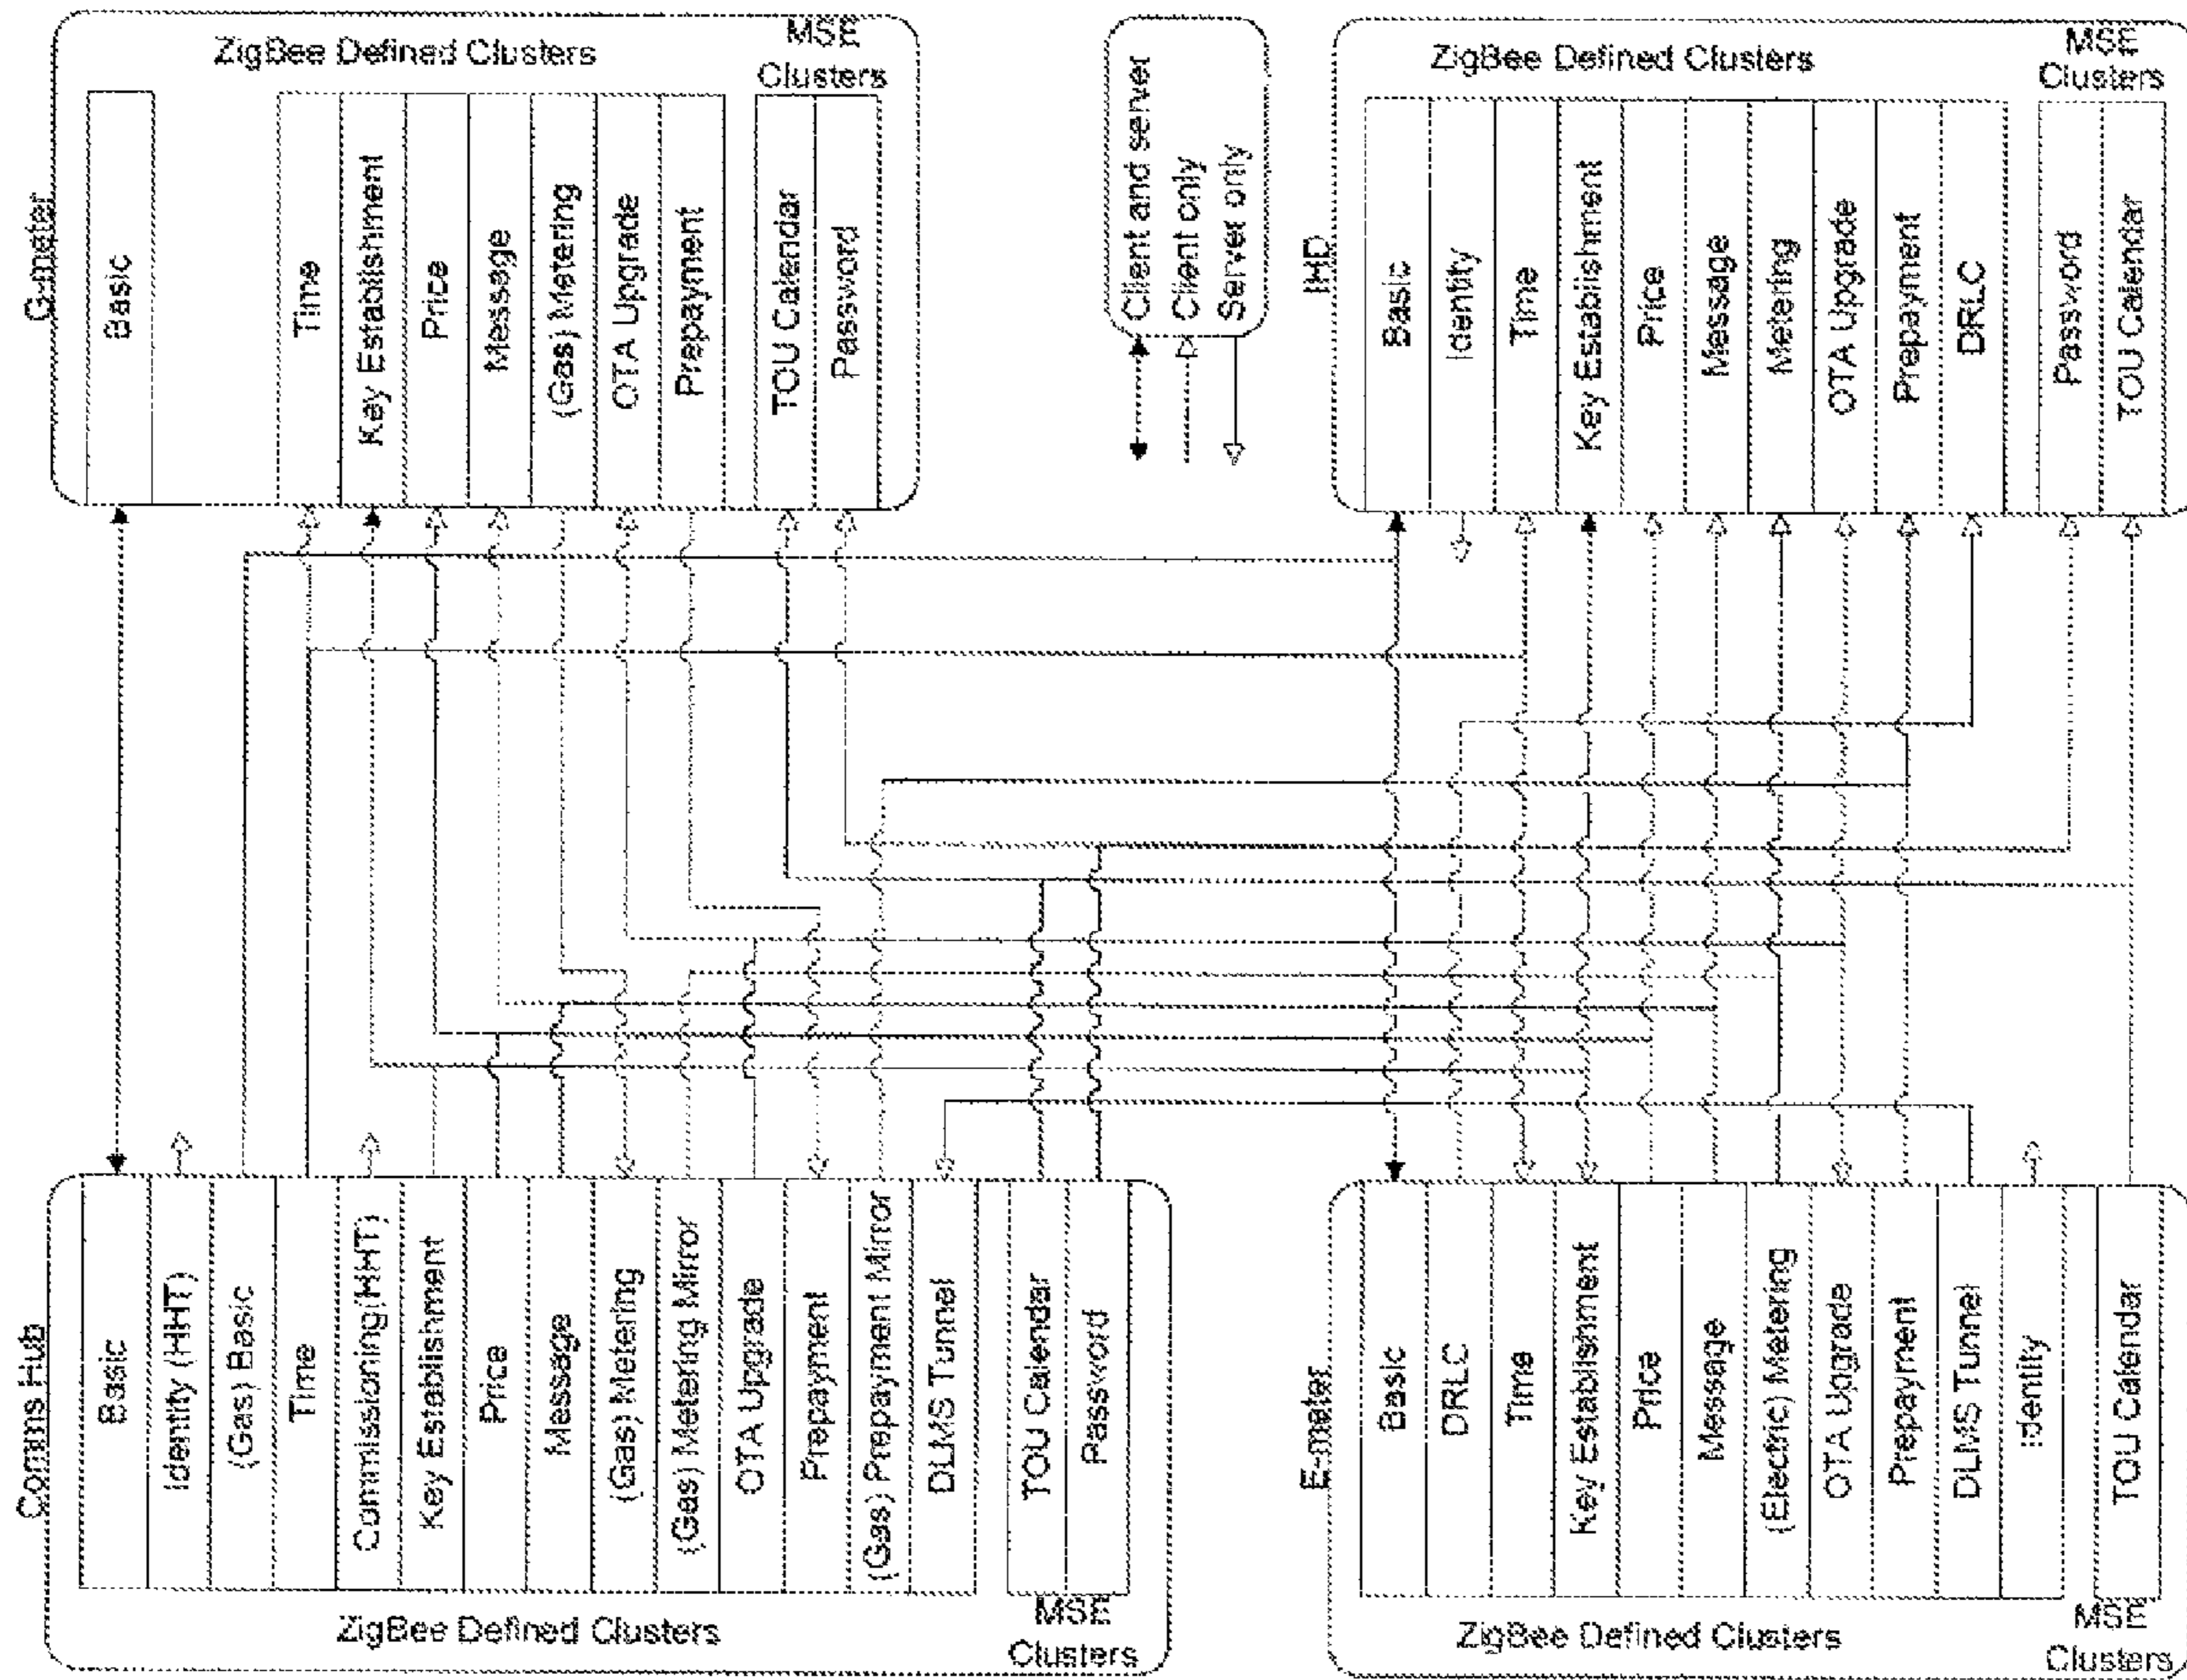 Comms Hub
Basic
Identity (HHT)
(Gas) Basic
Time
Commissioning(HHT)
Key Establishment
Price
Message
(Gas) Metering
(Gas) Metering Mirror
OTA Upgrade
Prepayment
(Gas) Prepayment Mirror
DLMS Tunnel
TOU Calendar
Password
ZigBee Defined Clusters
MSE
Clusters
G-meter
Basic
Time
Key Establishment
Price
Message
(Gas) Metering
OTA Upgrade
Prepayment
TOU Calendar
Password
ZigBee Defined Clusters
MSE
Clusters
Client and server
Client only
Server only
E-meter
Basic
DRLC
Time
Key Establishment
Price
Message
(Electric) Metering
OTA Upgrade
Prepayment
DLMS Tunnel
Identity
TOU Calendar
ZigBee Defined Clusters
MSE
Clusters
IHD
Basic
Identity
Time
Key Establishment
Price
Message
Metering
OTA Upgrade
Prepayment
DRLC
Password
TOU Calendar
ZigBee Defined Clusters
MSE
Clusters